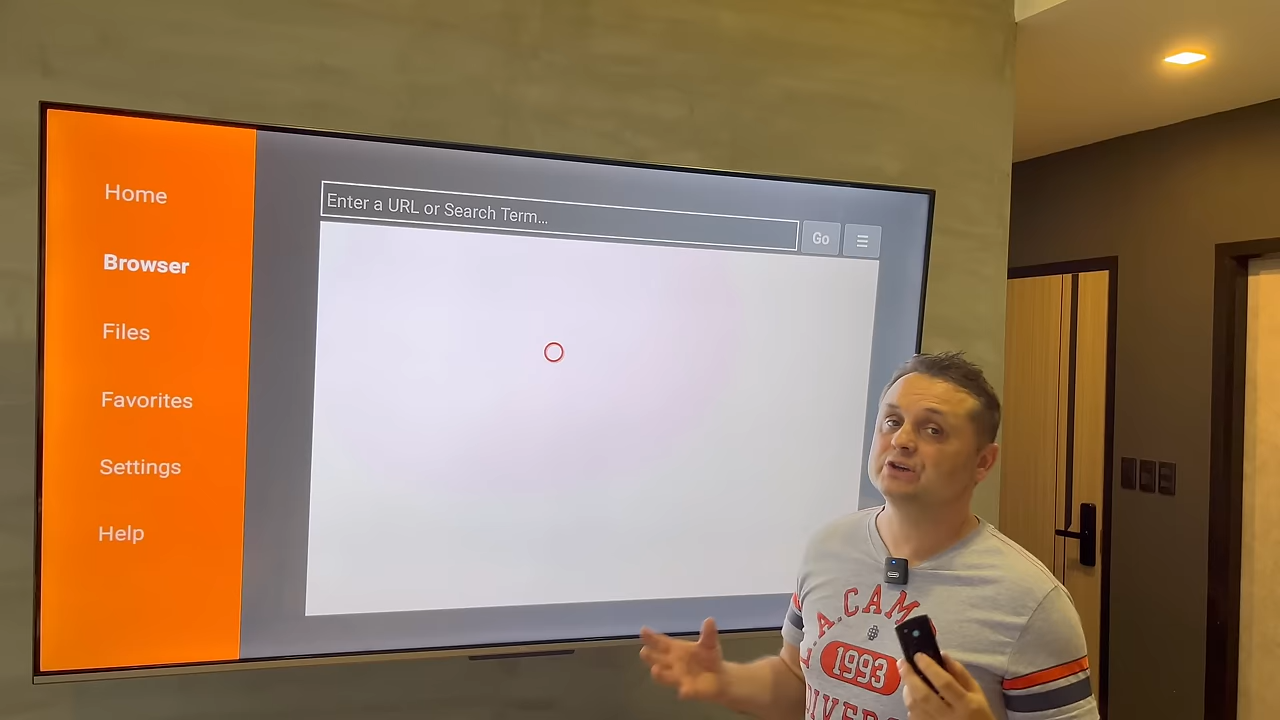 Home
Browser
Files
Favorites
Settings
Help
Enter a URL or Search Term...
Go
1993